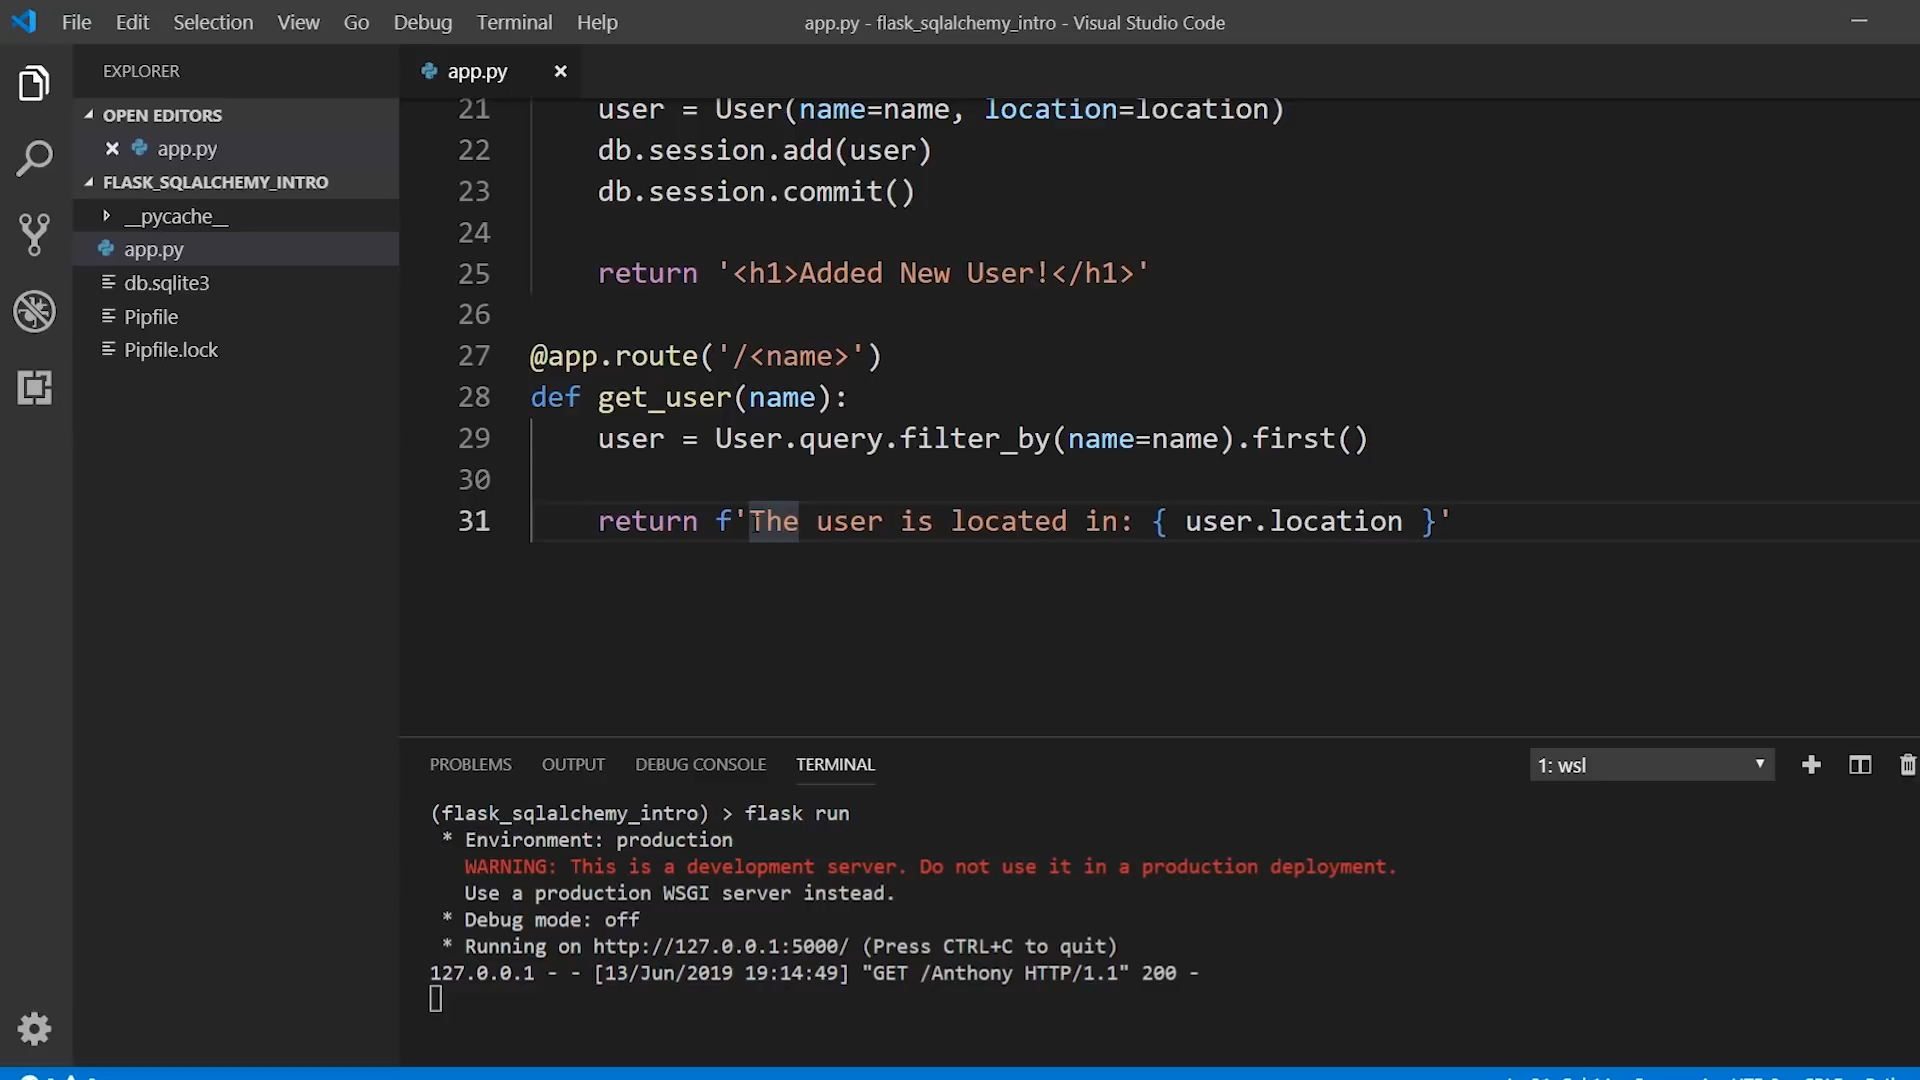 File Edit Selection View Go Debug Terminal Help
app.py - flask_sqlalchemy_intro - Visual Studio Code
EXPLORER
OPEN EDITORS
app.py
FLASK_SQLALCHEMY_INTRO
__pycache__
app.py
db.sqlite3
Pipfile
Pipfile.lock
app.py
21 user = User(name=name, location=location)
22 db.session.add(user)
23 db.session.commit()
24
25 return '<h1>Added New User!</h1>'
26
27 @app.route('/<name>')
28 def get_user(name):
29 user = User.query.filter_by(name=name).first()
30
31 return f'The user is located in: { user.location }'
PROBLEMS OUTPUT DEBUG CONSOLE TERMINAL
1: wsl
(flask_sqlalchemy_intro) > flask run
* Environment: production
WARNING: This is a development server. Do not use it in a production deployment.
Use a production WSGI server instead.
* Debug mode: off
* Running on http://127.0.0.1:5000/ (Press CTRL+C to quit)
127.0.0.1 - - [13/Jun/2019 19:14:49] "GET /Anthony HTTP/1.1" 200 -